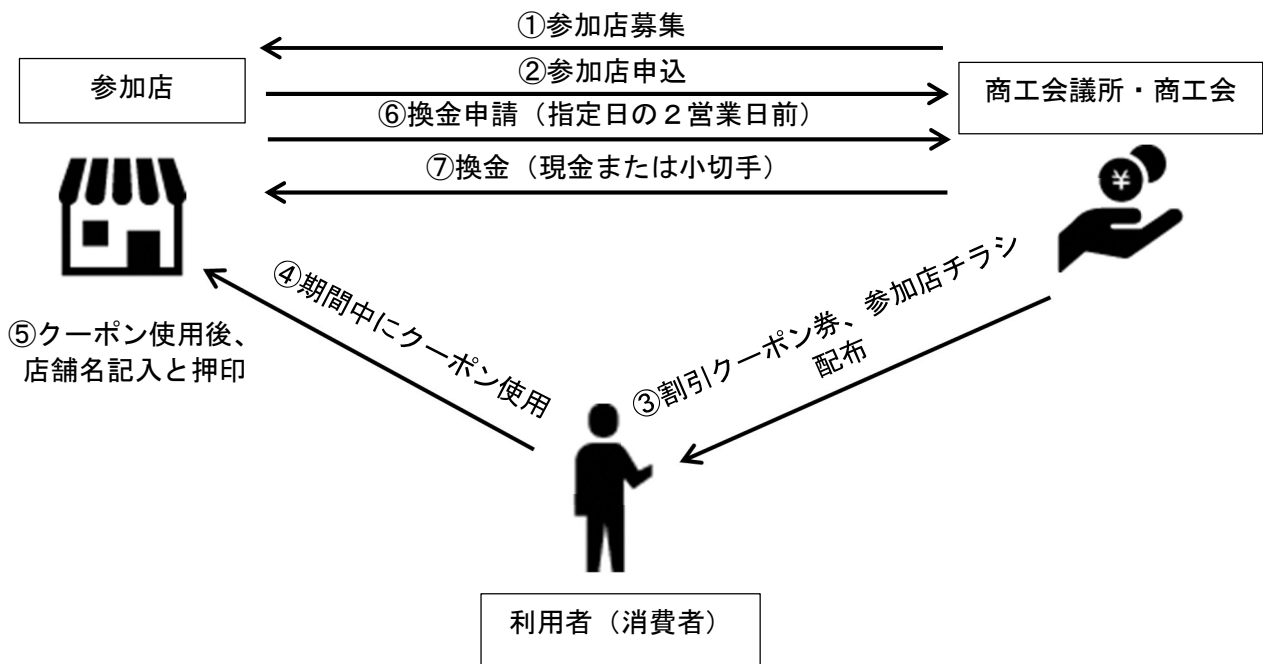 ①参加店募集
参加店
②参加店申込
商工会議所・商工会
⑥換金申請（指定日の２営業日前）
⑦換金（現金または小切手）
¥
③割引クーポン券、参加店チラシ
配布
④期間中にクーポン使用
⑤クーポン使用後、
店舗名記入と押印
利用者（消費者）